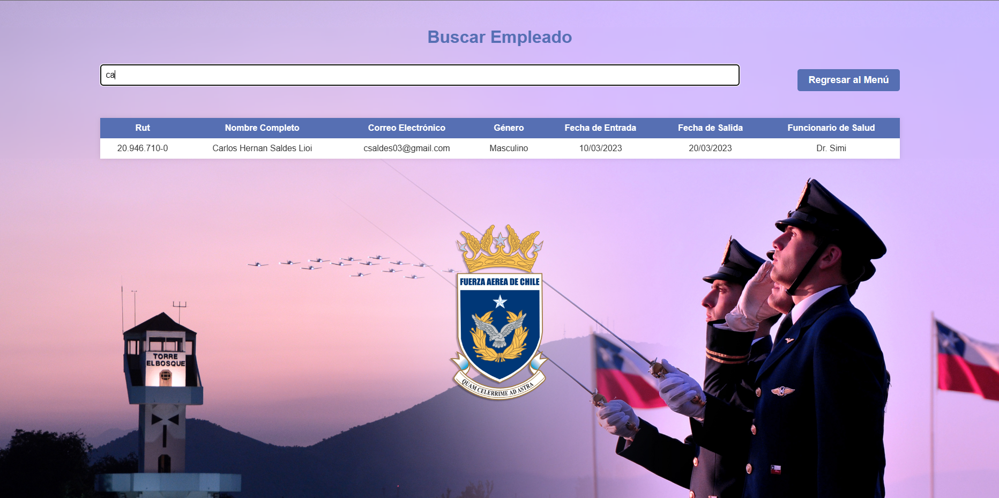 Buscar Empleado
ca
Regresar al Menú
Rut Nombre Completo Correo Electrónico Género Fecha de Entrada Fecha de Salida Funcionario de Salud
20.946.710-0 Carlos Hernan Saldes Lioi csaldes03@gmail.com Masculino 10/03/2023 20/03/2023 Dr. Simi
FUERZA AEREA DE CHILE
QUAM CELERRIME AD ASTRA
TORRE
EL BOSQUE